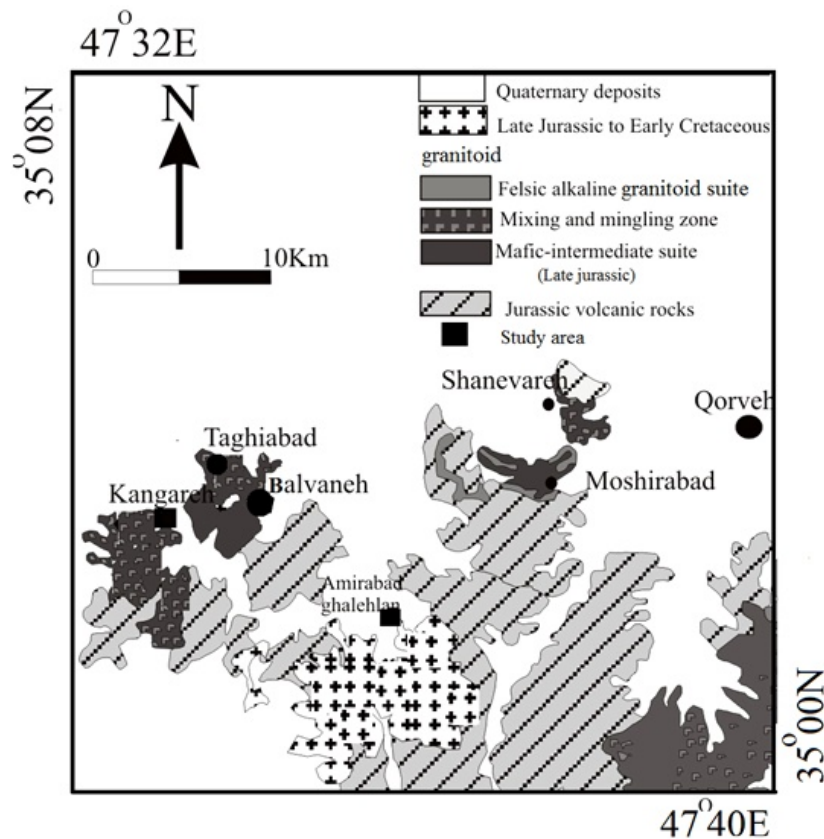 47°32E
35°08N
N
0 10Km
Quaternary deposits
Late Jurassic to Early Cretaceous
granitoid
Felsic alkaline granitoid suite
Mixing and mingling zone
Mafic-intermediate suite
(Late jurassic)
Jurassic volcanic rocks
Study area
Shanevareh
Qorveh
Taghiabad
Balvaneh
Kangareh
Moshirabad
Amirabad
ghalehlan
35°00N
47°40E